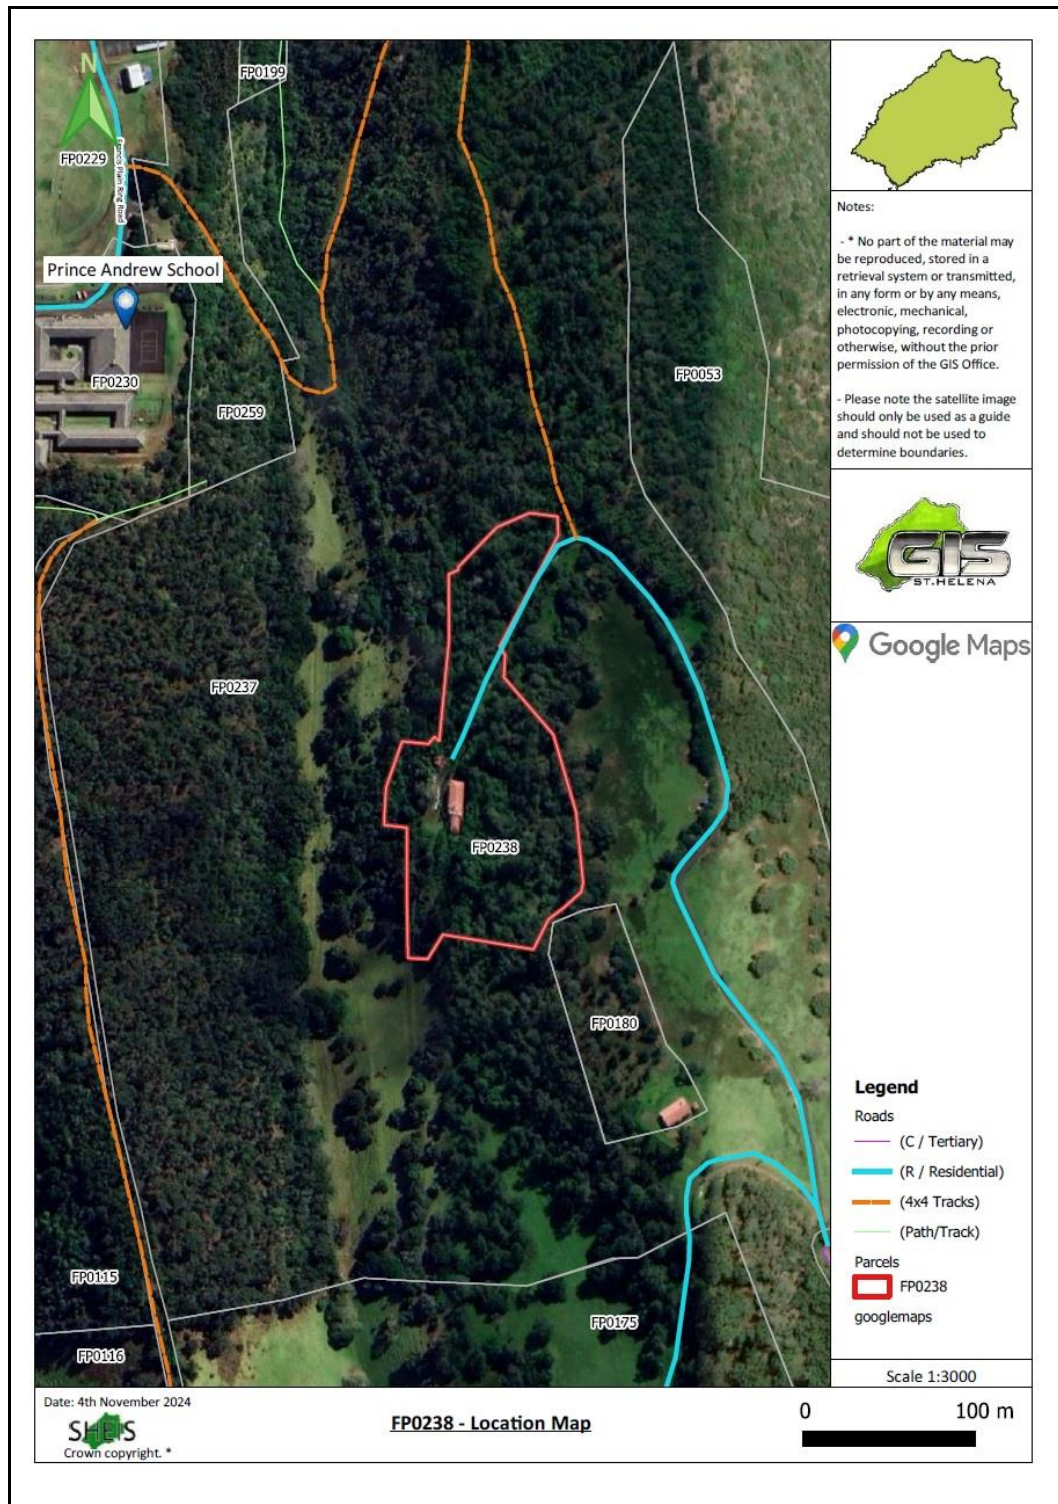 N
FP0199
FP0229
Francis Plain Ring Road
Prince Andrew School
FP0230
FP0259
FP0053
FP0237
FP0238
FP0180
FP0115
FP0116
FP0175
Notes:
- * No part of the material may
be reproduced, stored in a
retrieval system or transmitted,
in any form or by any means,
electronic, mechanical,
photocopying, recording or
otherwise, without the prior
permission of the GIS Office.
- Please note the satellite image
should only be used as a guide
and should not be used to
determine boundaries.
GIS
ST.HELENA
Google Maps
Legend
Roads
(C / Tertiary)
(R / Residential)
(4x4 Tracks)
(Path/Track)
Parcels
FP0238
googlemaps
Scale 1:3000
Date: 4th November 2024
SHEIS
Crown copyright. *
FP0238 - Location Map
0 100 m